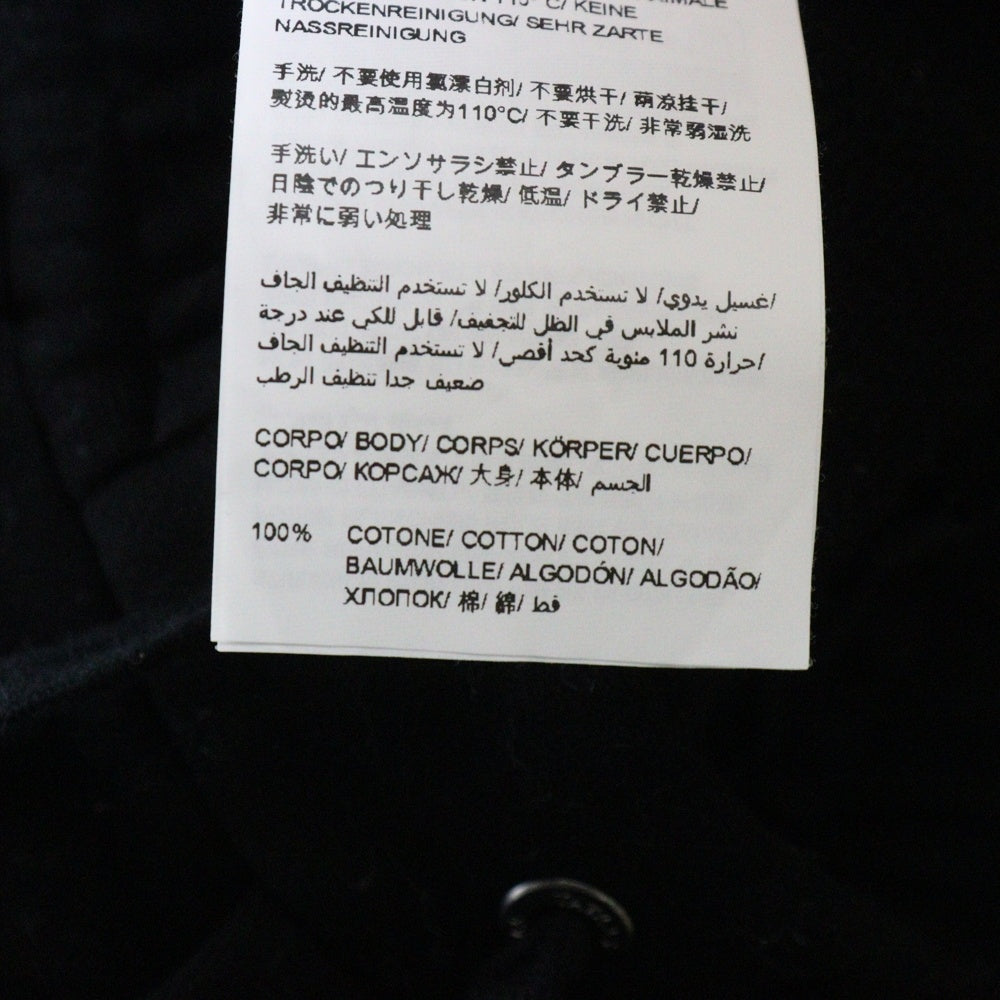 110°C/ KEINE
TROCKENREINIGUNG/ SEHR ZARTE
NASSREINIGUNG
手洗/ 不要使用氯漂白剂/ 不要烘干/ 荫凉挂干/
熨烫的最高温度为110°C/ 不要干洗/ 非常弱湿洗
手洗い/ エンソサラシ禁止/ タンブラー乾燥禁止/
日陰でのつり干し乾燥/ 低温/ ドライ禁止/
非常に弱い処理
غسيل يدوي/ لا تستخدم الكلور/ لا تستخدم التنظيف الجاف/
نشر الملابس في الظل للتجفيف/ قابل للكي عند درجة
حرارة 110 مئوية كحد أقصى/ لا تستخدم التنظيف الجاف/
ضعيف جدا تنظيف الرطب
CORPO/ BODY/ CORPS/ KÖRPER/ CUERPO/
CORPO/ КОРСАЖ/ 大身/ 本体/ الجسم
100% COTONE/ COTTON/ COTON/
BAUMWOLLE/ ALGODÓN/ ALGODÃO/
ХЛОПОК/ 棉/ 綿/ قط